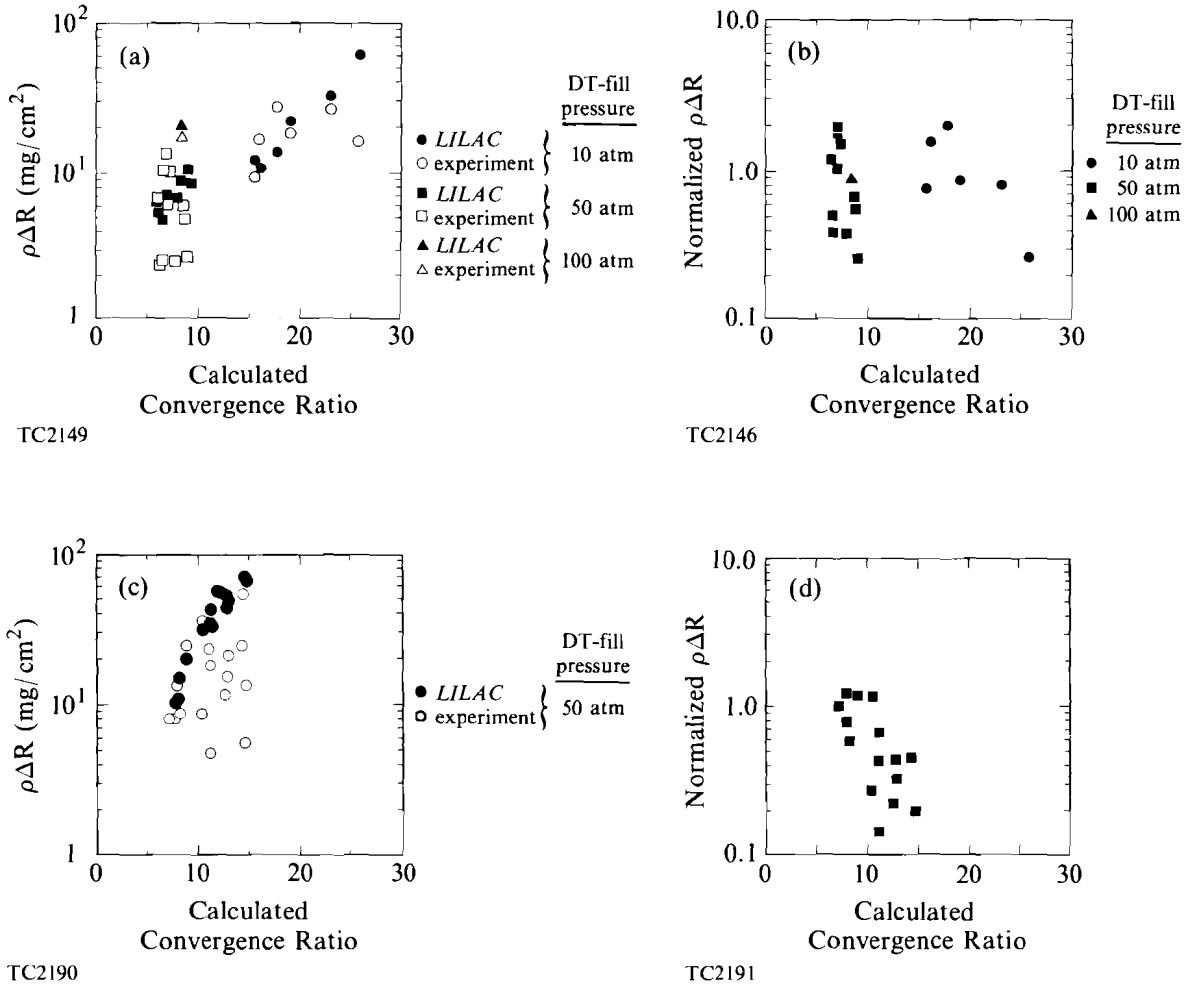 (a)
10²
10¹
1
ρΔR (mg/cm²)
0 10 20 30
Calculated
Convergence Ratio
TC2149
DT-fill
pressure
LILAC
experiment
10 atm
LILAC
experiment
50 atm
LILAC
experiment
100 atm
(b)
10.0
1.0
0.1
Normalized ρΔR
0 10 20 30
Calculated
Convergence Ratio
TC2146
DT-fill
pressure
10 atm
50 atm
100 atm
(c)
10²
10¹
1
ρΔR (mg/cm²)
0 10 20 30
Calculated
Convergence Ratio
TC2190
DT-fill
pressure
LILAC
experiment
50 atm
(d)
10.0
1.0
0.1
Normalized ρΔR
0 10 20 30
Calculated
Convergence Ratio
TC2191